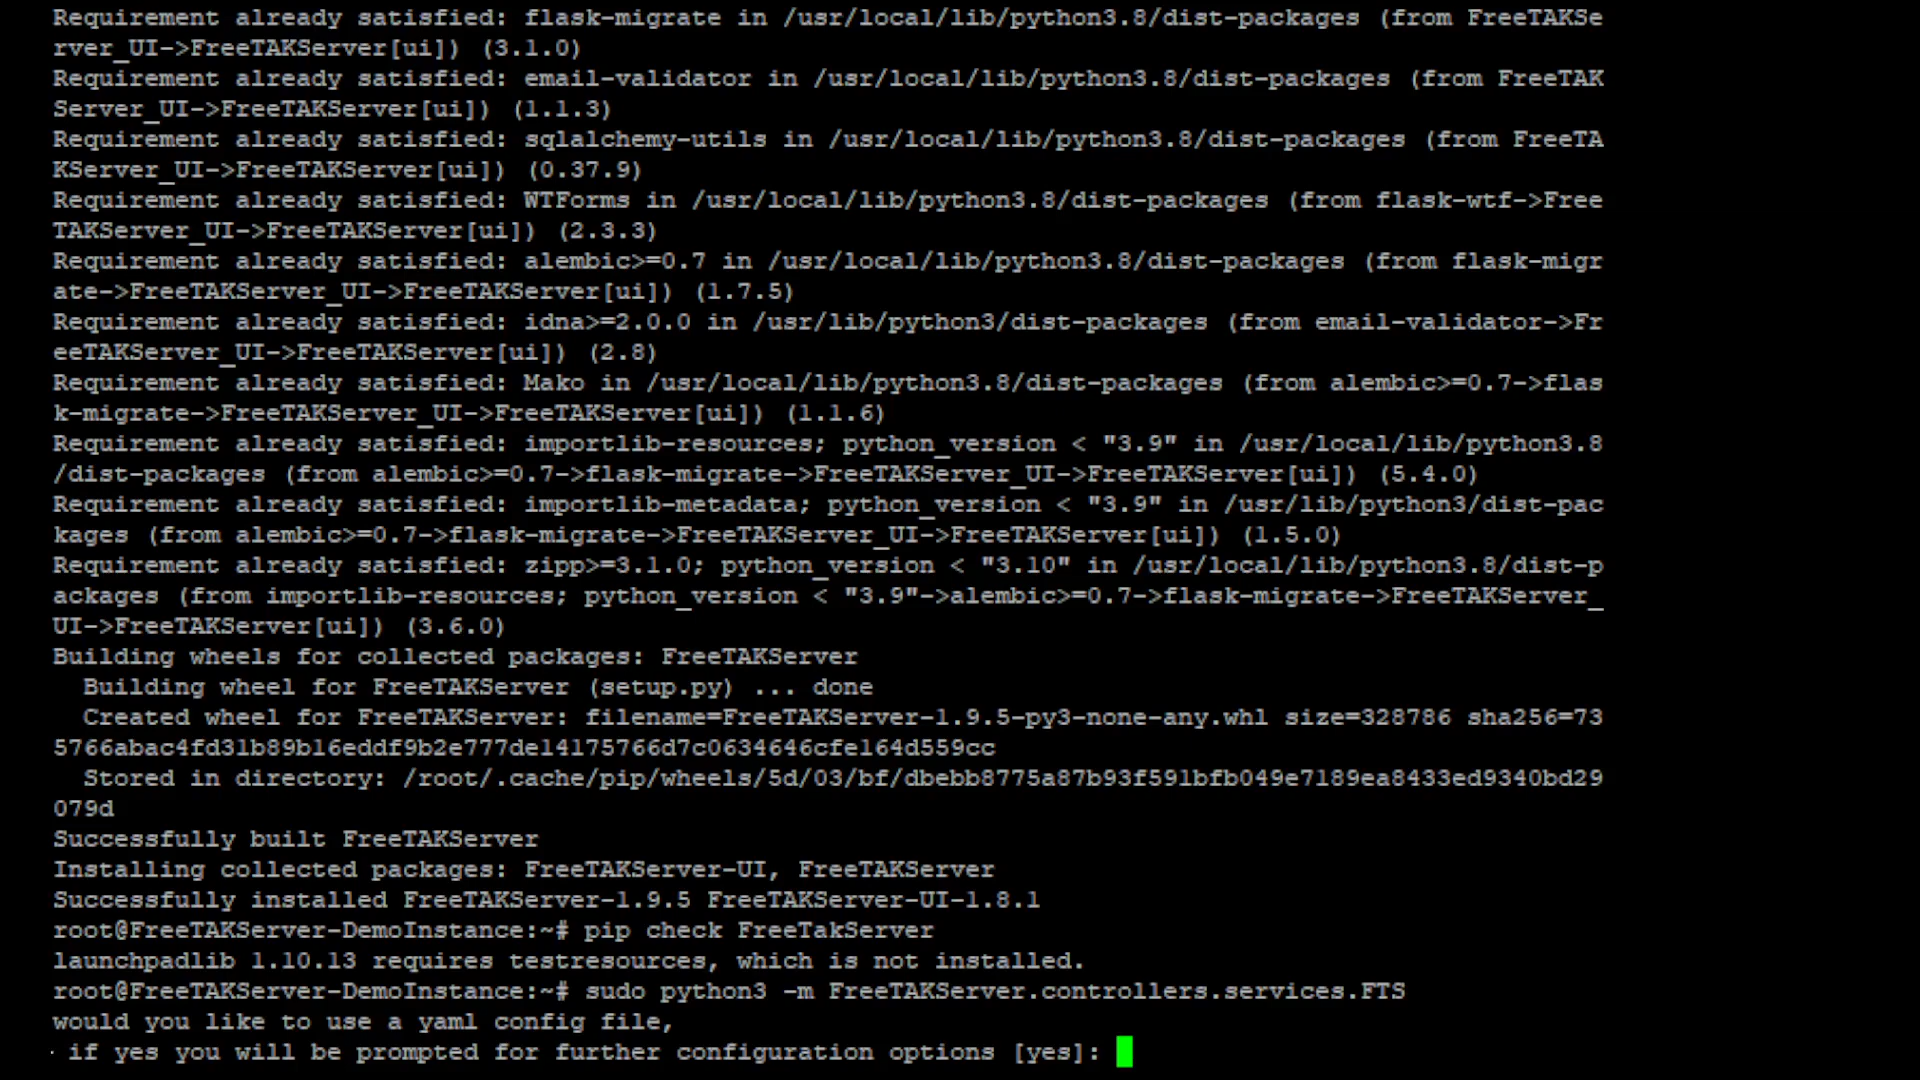 Requirement already satisfied: flask-migrate in /usr/local/lib/python3.8/dist-packages (from FreeTAKSe
rver_UI->FreeTAKServer[ui]) (3.1.0)
Requirement already satisfied: email-validator in /usr/local/lib/python3.8/dist-packages (from FreeTAK
Server_UI->FreeTAKServer[ui]) (1.1.3)
Requirement already satisfied: sqlalchemy-utils in /usr/local/lib/python3.8/dist-packages (from FreeTA
KServer_UI->FreeTAKServer[ui]) (0.37.9)
Requirement already satisfied: WTForms in /usr/local/lib/python3.8/dist-packages (from flask-wtf->Free
TAKServer_UI->FreeTAKServer[ui]) (2.3.3)
Requirement already satisfied: alembic>=0.7 in /usr/local/lib/python3.8/dist-packages (from flask-migr
ate->FreeTAKServer_UI->FreeTAKServer[ui]) (1.7.5)
Requirement already satisfied: idna>=2.0.0 in /usr/lib/python3/dist-packages (from email-validator->Fr
eeTAKServer_UI->FreeTAKServer[ui]) (2.8)
Requirement already satisfied: Mako in /usr/local/lib/python3.8/dist-packages (from alembic>=0.7->flas
k-migrate->FreeTAKServer_UI->FreeTAKServer[ui]) (1.1.6)
Requirement already satisfied: importlib-resources; python_version < "3.9" in /usr/local/lib/python3.8
/dist-packages (from alembic>=0.7->flask-migrate->FreeTAKServer_UI->FreeTAKServer[ui]) (5.4.0)
Requirement already satisfied: importlib-metadata; python_version < "3.9" in /usr/lib/python3/dist-pac
kages (from alembic>=0.7->flask-migrate->FreeTAKServer_UI->FreeTAKServer[ui]) (1.5.0)
Requirement already satisfied: zipp>=3.1.0; python_version < "3.10" in /usr/local/lib/python3.8/dist-p
ackages (from importlib-resources; python_version < "3.9"->alembic>=0.7->flask-migrate->FreeTAKServer_
UI->FreeTAKServer[ui]) (3.6.0)
Building wheels for collected packages: FreeTAKServer
  Building wheel for FreeTAKServer (setup.py) ... done
  Created wheel for FreeTAKServer: filename=FreeTAKServer-1.9.5-py3-none-any.whl size=328786 sha256=73
5766abac4fd31b89b16eddf9b2e777de14175766d7c0634646cfe164d559cc
  Stored in directory: /root/.cache/pip/wheels/5d/03/bf/dbebb8775a87b93f591bfb049e7189ea8433ed9340bd29
079d
Successfully built FreeTAKServer
Installing collected packages: FreeTAKServer-UI, FreeTAKServer
Successfully installed FreeTAKServer-1.9.5 FreeTAKServer-UI-1.8.1
root@FreeTAKServer-DemoInstance:~# pip check FreeTakServer
launchpadlib 1.10.13 requires testresources, which is not installed.
root@FreeTAKServer-DemoInstance:~# sudo python3 -m FreeTAKServer.controllers.services.FTS
would you like to use a yaml config file,
 if yes you will be prompted for further configuration options [yes]: